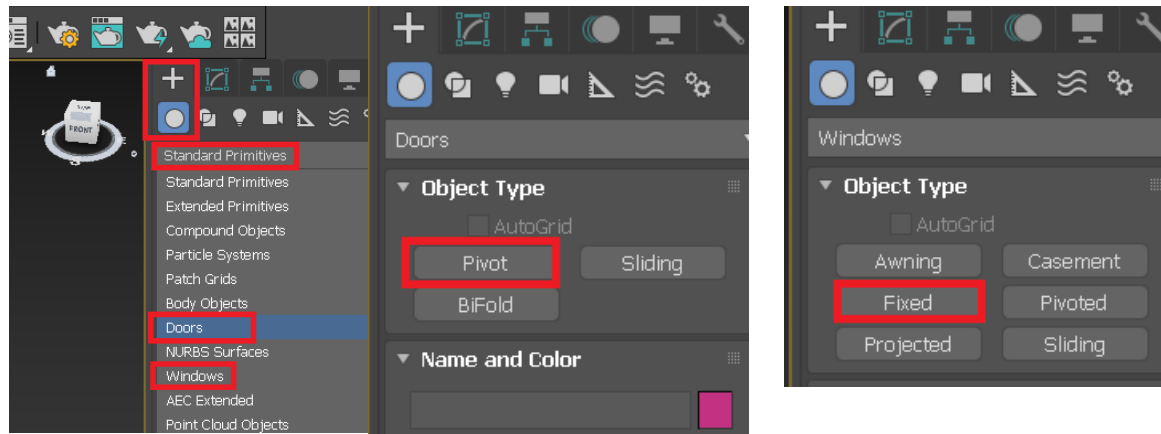 FRONT
Standard Primitives
Standard Primitives
Extended Primitives
Compound Objects
Particle Systems
Patch Grids
Body Objects
Doors
NURBS Surfaces
Windows
AEC Extended
Point Cloud Objects
Doors
Object Type
AutoGrid
Pivot Sliding
BiFold
Name and Color
Windows
Object Type
AutoGrid
Awning Casement
Fixed Pivoted
Projected Sliding